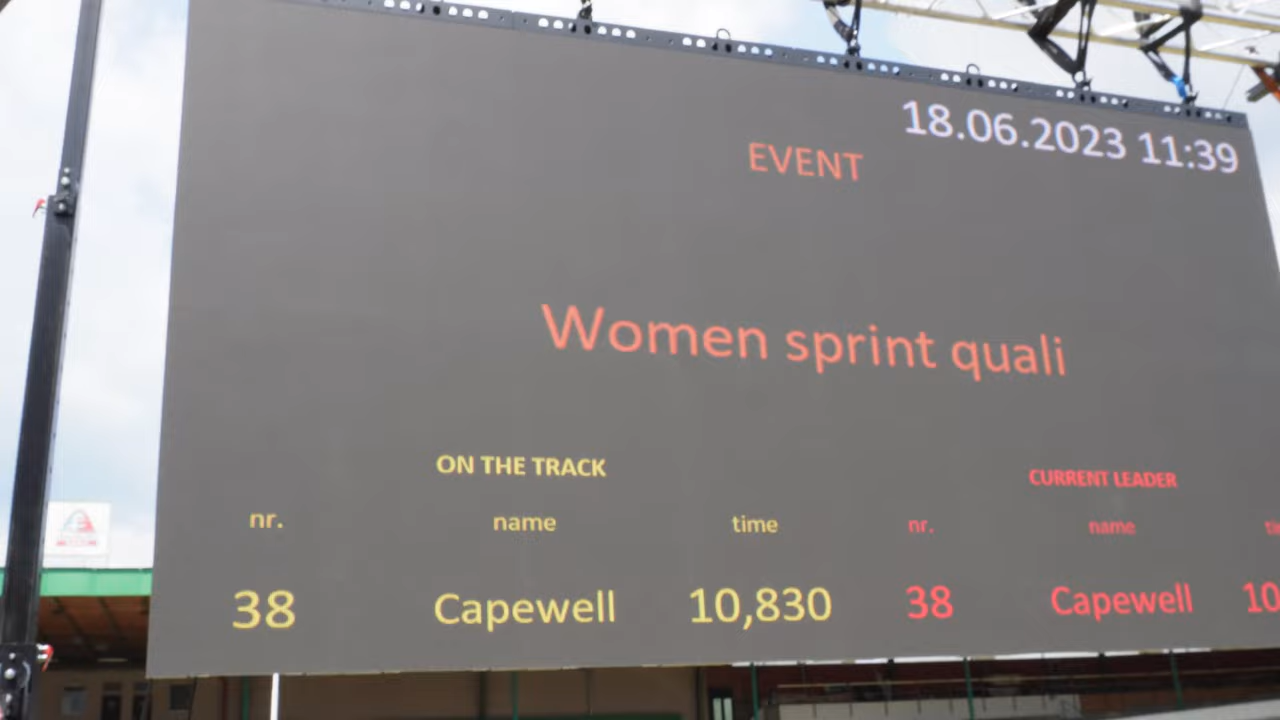 18.06.2023 11:39
EVENT
Women sprint quali
ON THE TRACK
CURRENT LEADER
nr. name time nr. name
38 Capewell 10,830 38 Capewell 10